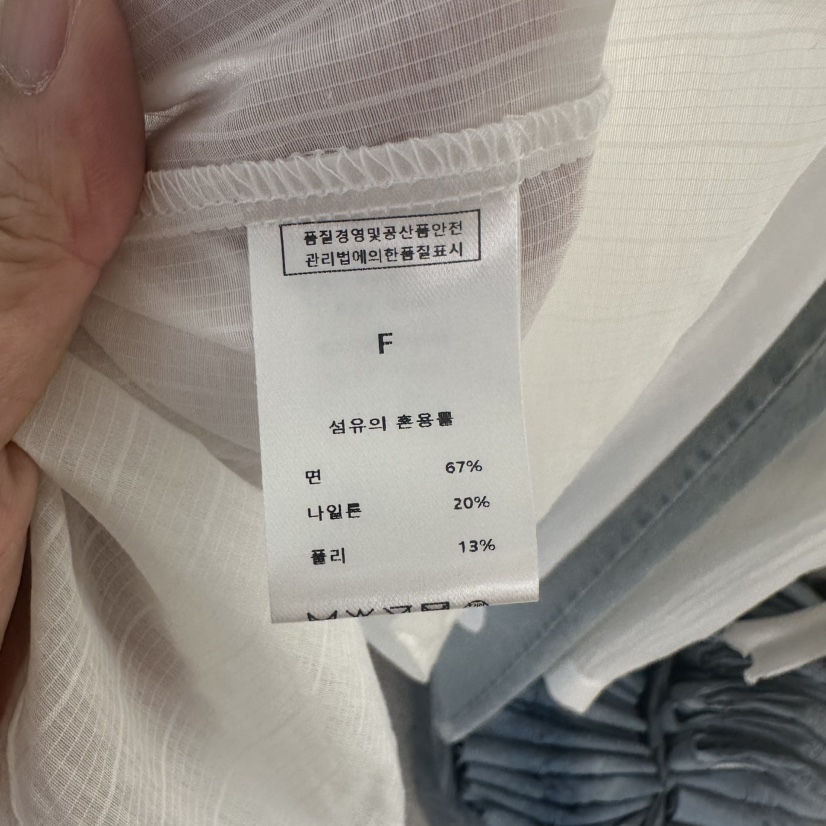 품질경영및공산품안전
관리법에의한품질표시
F
섬유의 혼용률
면 67%
나일론 20%
폴리 13%